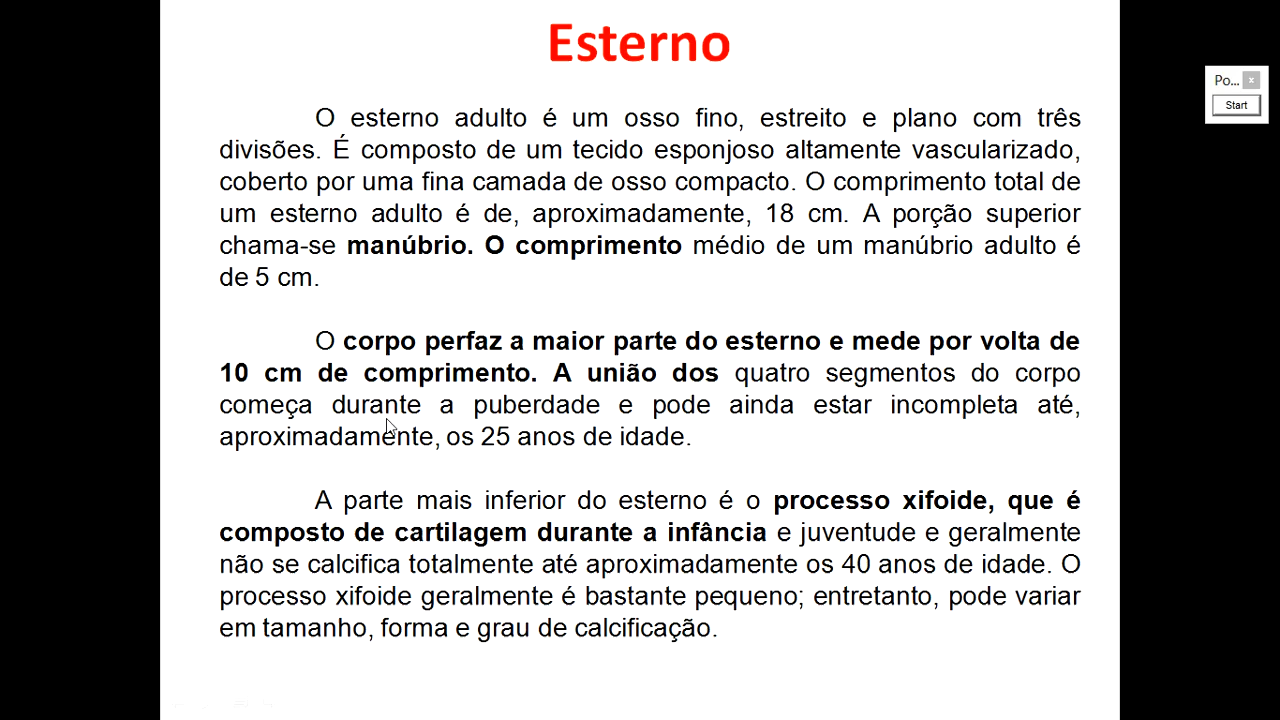 Esterno
O esterno adulto é um osso fino, estreito e plano com três
divisões. É composto de um tecido esponjoso altamente vascularizado,
coberto por uma fina camada de osso compacto. O comprimento total de
um esterno adulto é de, aproximadamente, 18 cm. A porção superior
chama-se manúbrio. O comprimento médio de um manúbrio adulto é
de 5 cm.
O corpo perfaz a maior parte do esterno e mede por volta de
10 cm de comprimento. A união dos quatro segmentos do corpo
começa durante a puberdade e pode ainda estar incompleta até,
aproximadamente, os 25 anos de idade.
A parte mais inferior do esterno é o processo xifoide, que é
composto de cartilagem durante a infância e juventude e geralmente
não se calcifica totalmente até aproximadamente os 40 anos de idade. O
processo xifoide geralmente é bastante pequeno; entretanto, pode variar
em tamanho, forma e grau de calcificação.
Po...
Start